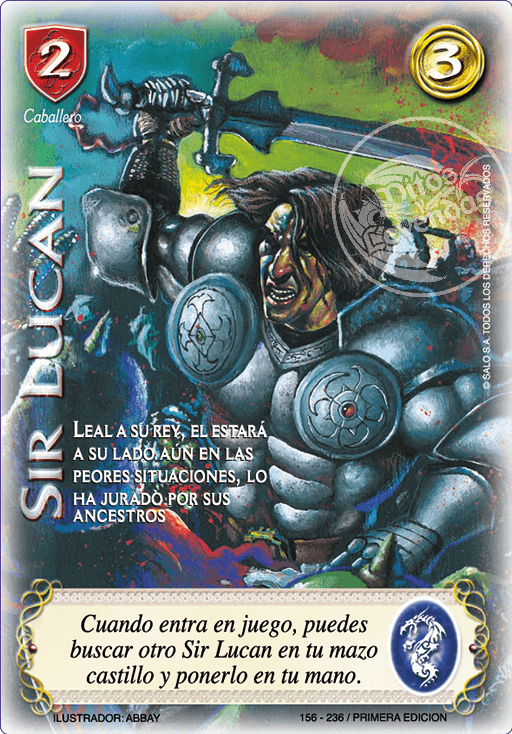 2
3
Caballero
SIR LUCAN
Mitos y Leyendas
© SALO S.A. TODOS LOS DERECHOS RESERVADOS
LEAL A SU REY, EL ESTARÁ
A SU LADO AÚN EN LAS
PEORES SITUACIONES, LO
HA JURADO POR SUS
ANCESTROS
Cuando entra en juego, puedes
buscar otro Sir Lucan en tu mazo
castillo y ponerlo en tu mano.
ILUSTRADOR: ABBAY
156 - 236 / PRIMERA EDICION